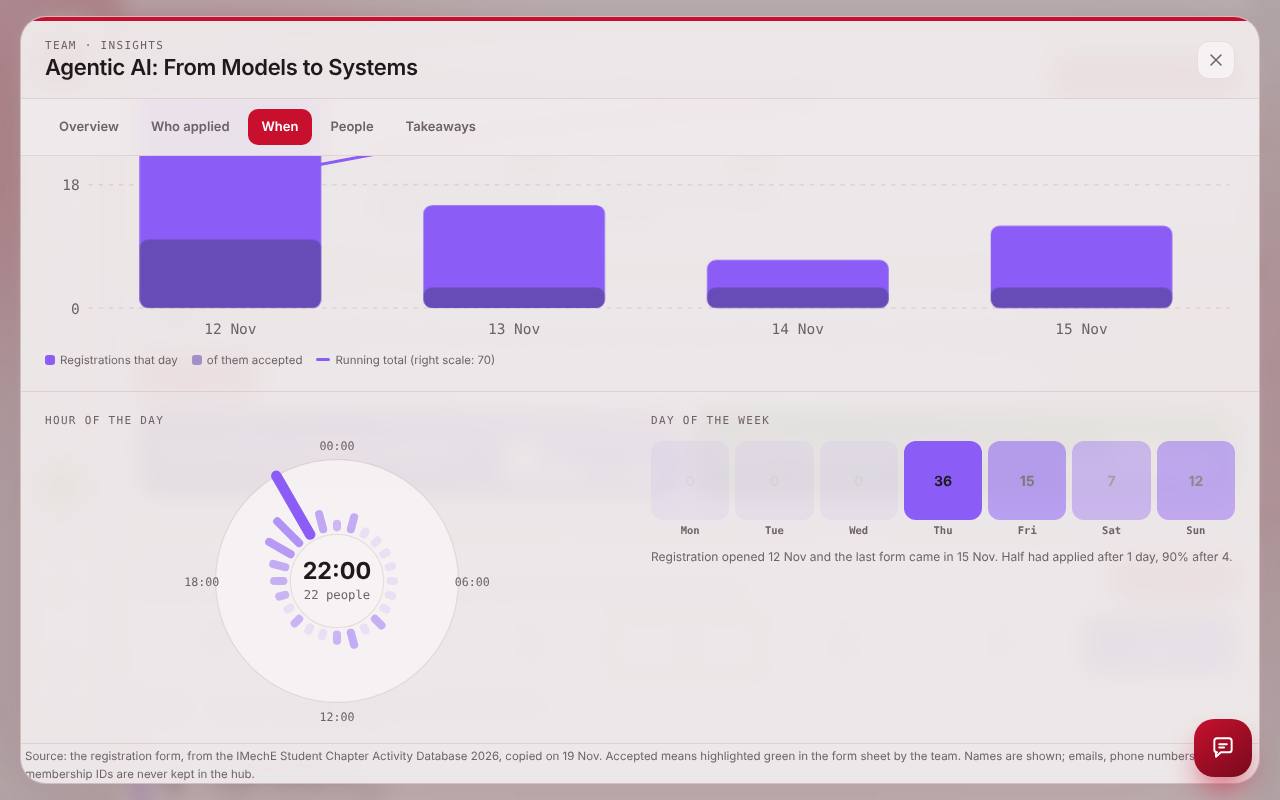 TEAM · INSIGHTS
Agentic AI: From Models to Systems
Overview Who applied When People Takeaways
18
0
12 Nov 13 Nov 14 Nov 15 Nov
Registrations that day of them accepted Running total (right scale: 70)
HOUR OF THE DAY
00:00
18:00
22:00
22 people
06:00
12:00
DAY OF THE WEEK
0 0 0 36 15 7 12
Mon Tue Wed Thu Fri Sat Sun
Registration opened 12 Nov and the last form came in 15 Nov. Half had applied after 1 day, 90% after 4.
Source: the registration form, from the IMechE Student Chapter Activity Database 2026, copied on 19 Nov. Accepted means highlighted green in the form sheet by the team. Names are shown; emails, phone numbers
membership IDs are never kept in the hub.